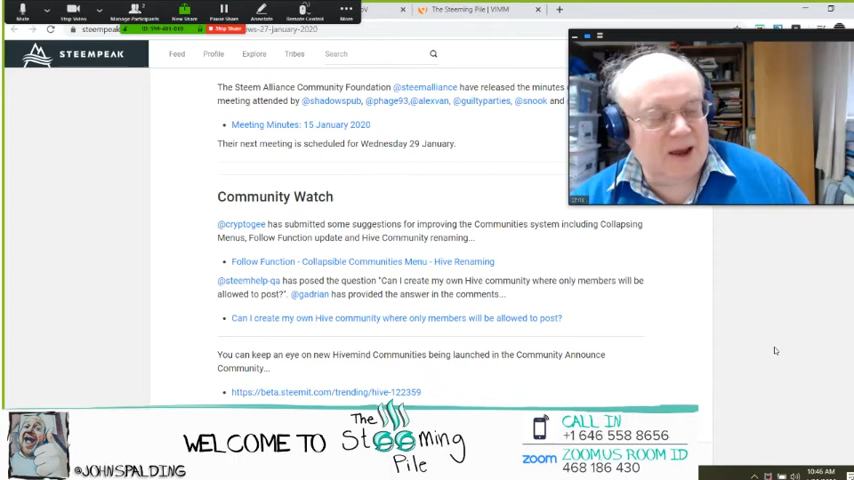 The Steeming Pile | VIMM
Mute
Stop Video
Manage Participants
2
New Share
Pause Share
Annotate
Remote Control
More
Stop Share
steempeak
ews-27-january-2020
STEEMPEAK
Feed
Profile
Explore
Tribes
Search
The Steem Alliance Community Foundation @steemalliance have released the minutes
meeting attended by @shadowspub, @phage93,@alexvan, @guiltyparties, @snook and
Meeting Minutes: 15 January 2020
Their next meeting is scheduled for Wednesday 29 January.
Community Watch
@cryptogee has submitted some suggestions for improving the Communities system including Collapsing
Menus, Follow Function update and Hive Community renaming...
Follow Function - Collapsible Communities Menu - Hive Renaming
@steemhelp-qa has posed the question "Can I create my own Hive community where only members will be
allowed to post?". @gadrian has provided the answer in the comments...
Can I create my own Hive community where only members will be allowed to post?
You can keep an eye on new Hivemind Communities being launched in the Community Announce
Community...
https://beta.steemit.com/trending/hive-122359
WELCOME TO
The
Steeming
Pile
CALL IN
+1 646 558 8656
zoom
ZOOMUS ROOM ID
468 186 430
@JOHNSPALDING
10:46 AM